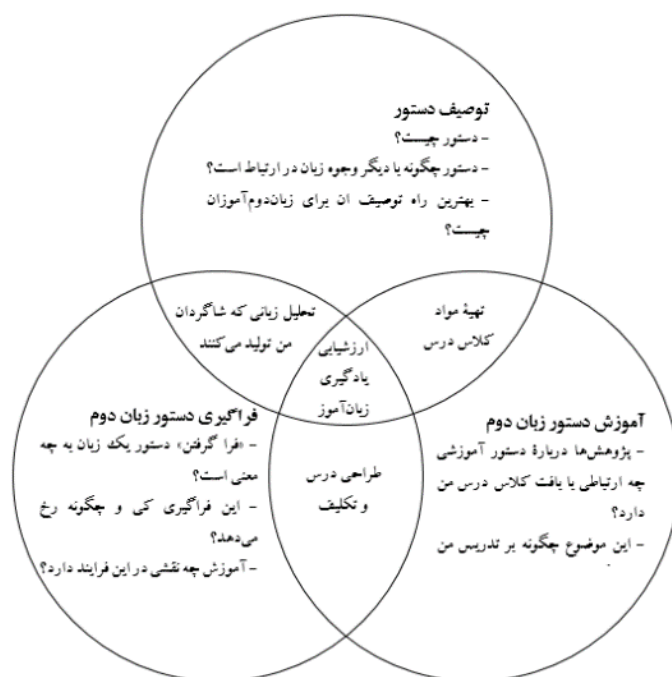 توصیف دستور
- دستور چیست؟
- دستور چگونه با دیگر وجوه زبان در ارتباط است؟
- بهترین راه توصیف ان برای زبان‌دوم‌آموزان
چیست؟
تحلیل زبانی که شاگردان
من تولید می‌کنند
تهیهٔ مواد
کلاس درس
ارزشیابی
یادگیری
زبان‌آموز
فراگیری دستور زبان دوم
- «فرا گرفتن» دستور یک زبان به چه
معنی است؟
- این فراگیری کی و چگونه رخ
می‌دهد؟
- آموزش چه نقشی در این فرایند دارد؟
طراحی درس
و تکلیف
آموزش دستور زبان دوم
- پژوهش‌ها دربارهٔ دستور آموزشی
چه ارتباطی با بافت کلاس درس من
دارد؟
- این موضوع چگونه بر تدریس من